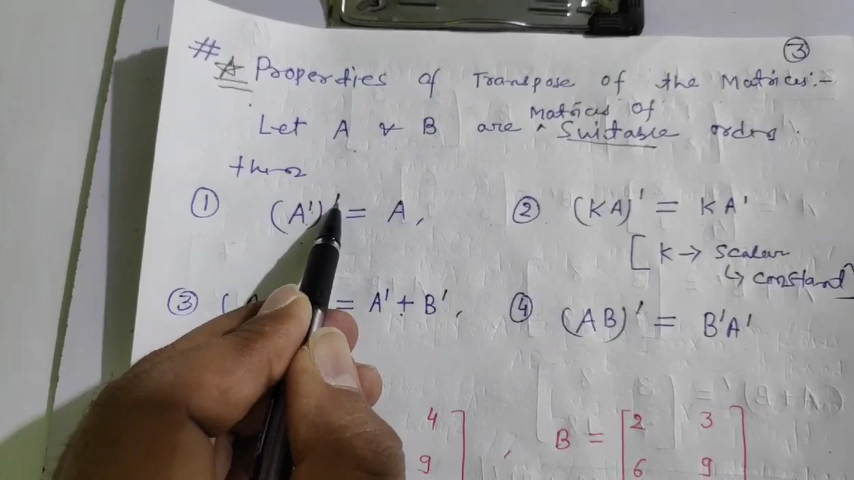 ③
# ☆ Properties of Transpose of the Matrices:-
Let A & B are ^ Matrices of Suitable order.
then
① (A')' = A,
② (KA)' = KA'
[K → Scalar
↳ constant]
③ ( = A' + B',
④ (AB)' = B'A'
4
9 ] , B = [2 3
6 9]